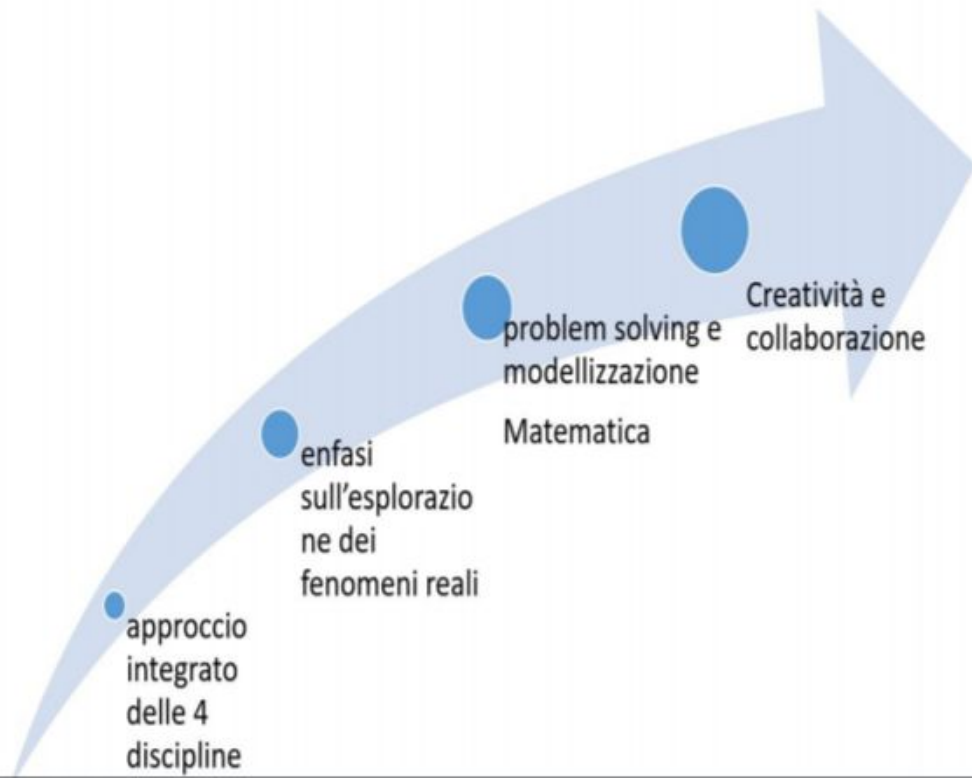 approccio
integrato
delle 4
discipline
enfasi
sull'esplorazio
ne dei
fenomeni reali
problem solving e
modellizzazione
Matematica
Creatività e
collaborazione